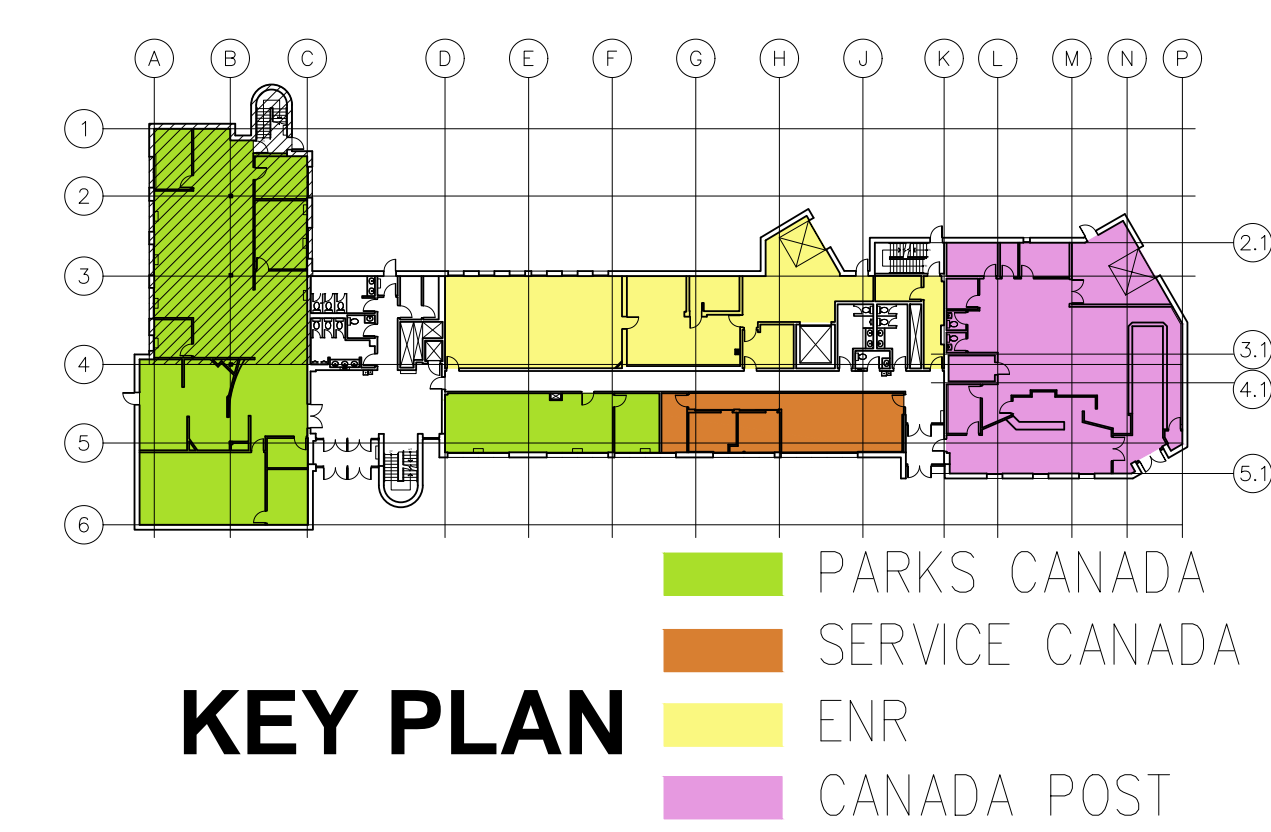 A B C D E F G H J K L M N P
1
2
2.1
3
3.1
4
4.1
5
5.1
6
PARKS CANADA
SERVICE CANADA
KEY PLAN
ENR
CANADA POST